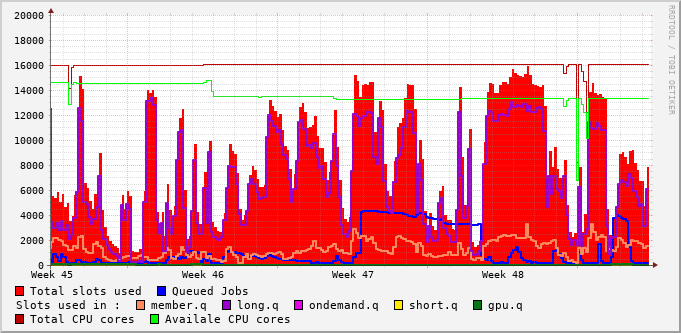 20000
18000
16000
14000
12000
10000
8000
6000
4000
2000
0
Week 45 Week 46 Week 47 Week 48
RRDTOOL / TOBI OETIKER
Total slots used Queued Jobs
Slots used in : member.q long.q ondemand.q short.q gpu.q
Total CPU cores Availale CPU cores